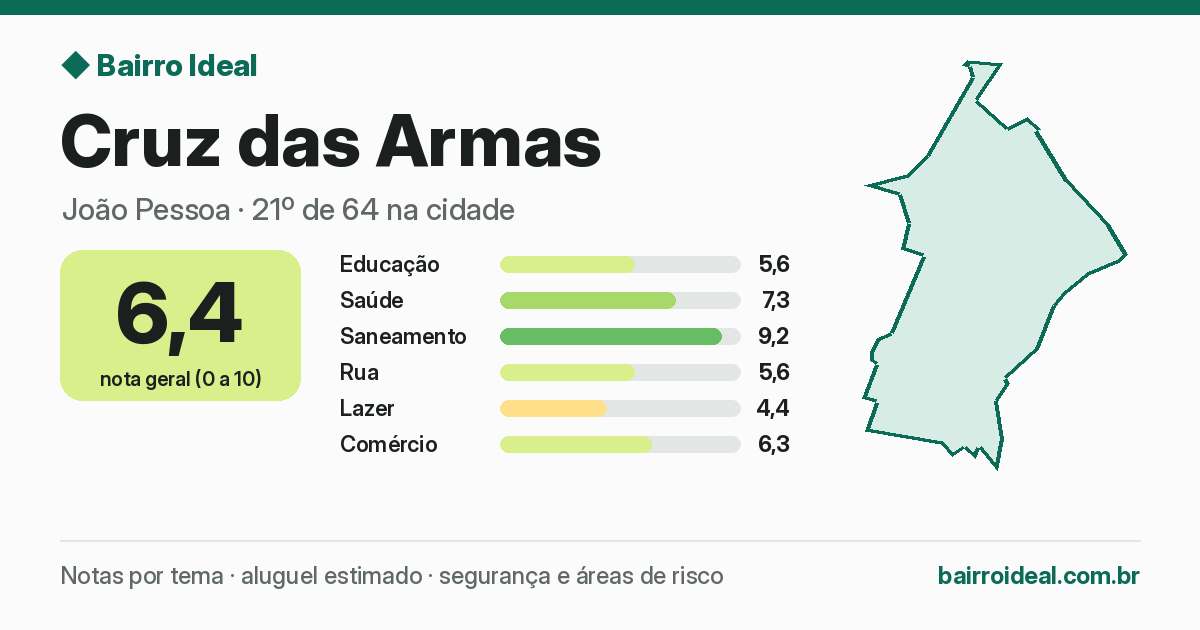 Bairro Ideal
Cruz das Armas
João Pessoa · 21º de 64 na cidade
6,4
nota geral (0 a 10)
Educação 5,6
Saúde 7,3
Saneamento 9,2
Rua 5,6
Lazer 4,4
Comércio 6,3
Notas por tema · aluguel estimado · segurança e áreas de risco
bairroideal.com.br